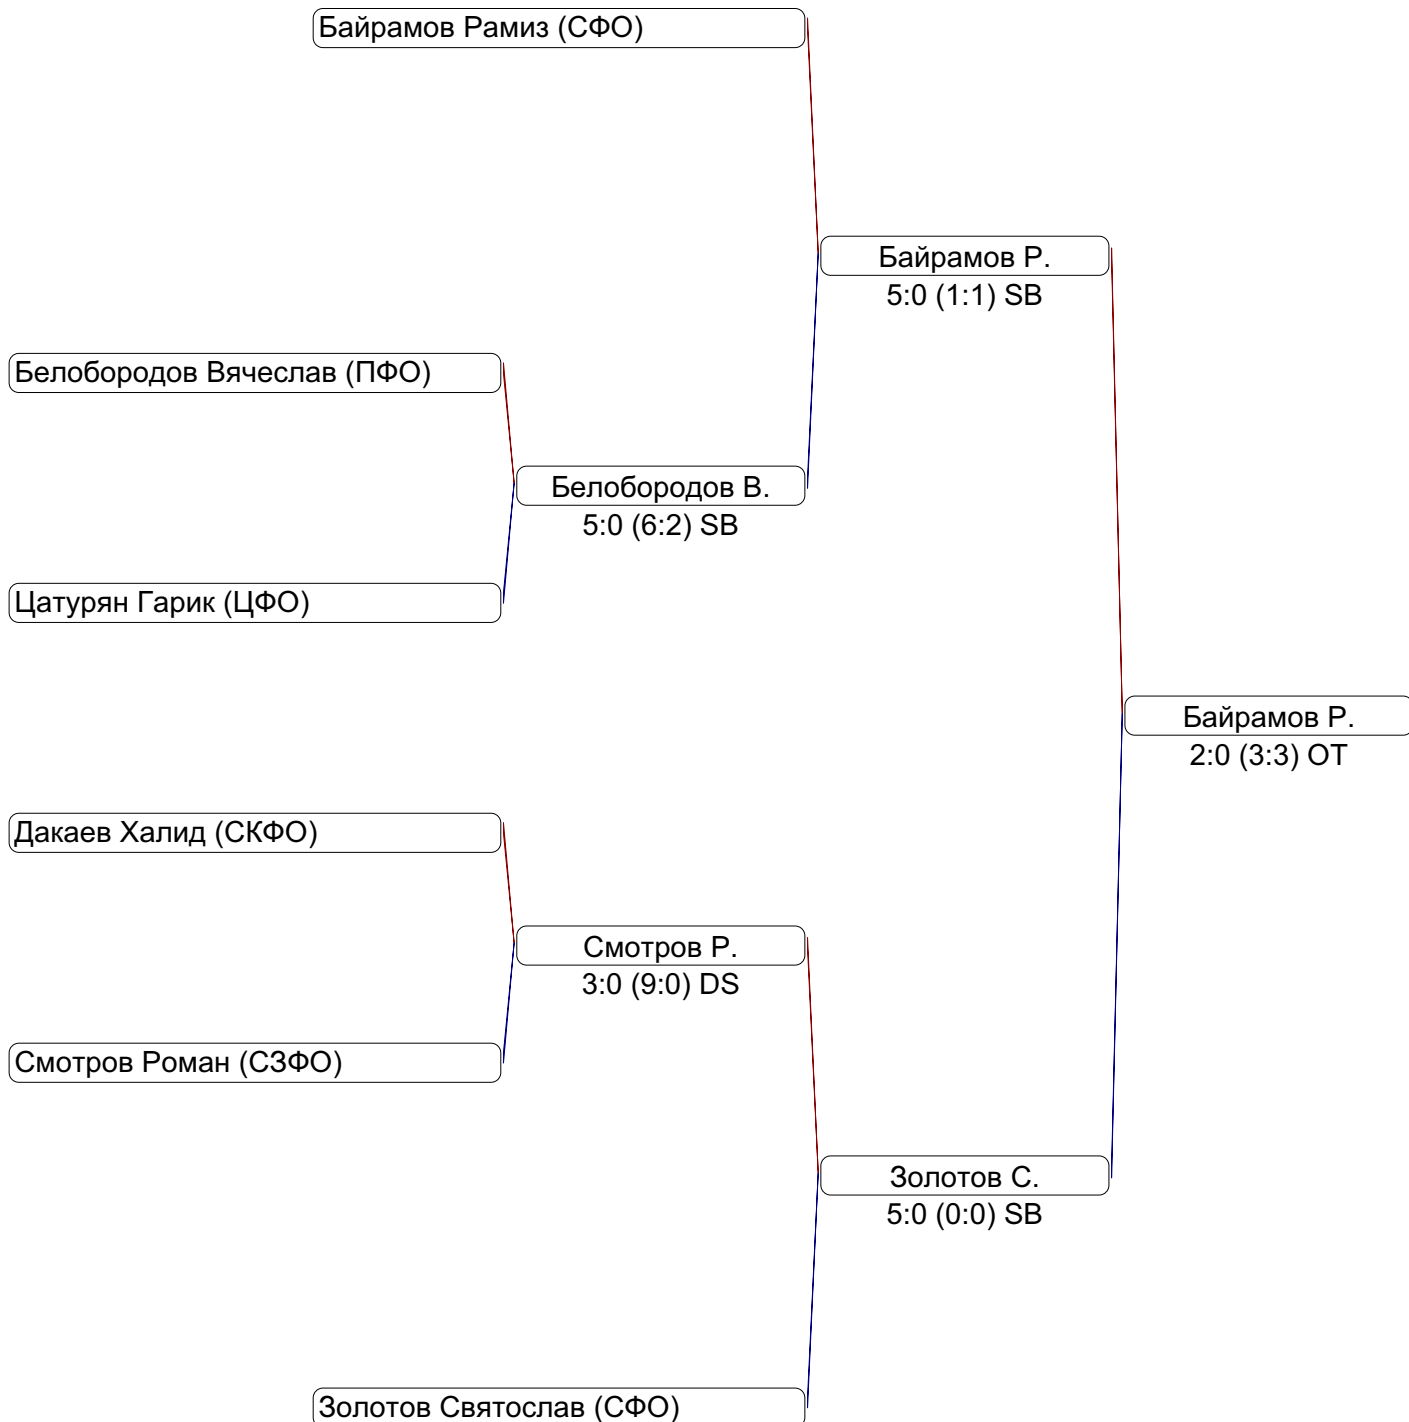 Байрамов Рамиз (СФО)
Байрамов Р.
5:0 (1:1) SB
Белобородов Вячеслав (ПФО)
Белобородов В.
5:0 (6:2) SB
Цатурян Гарик (ЦФО)
Байрамов Р.
2:0 (3:3) OT
Дакаев Халид (СКФО)
Смотров Р.
3:0 (9:0) DS
Смотров Роман (СЗФО)
Золотов С.
5:0 (0:0) SB
Золотов Святослав (СФО)